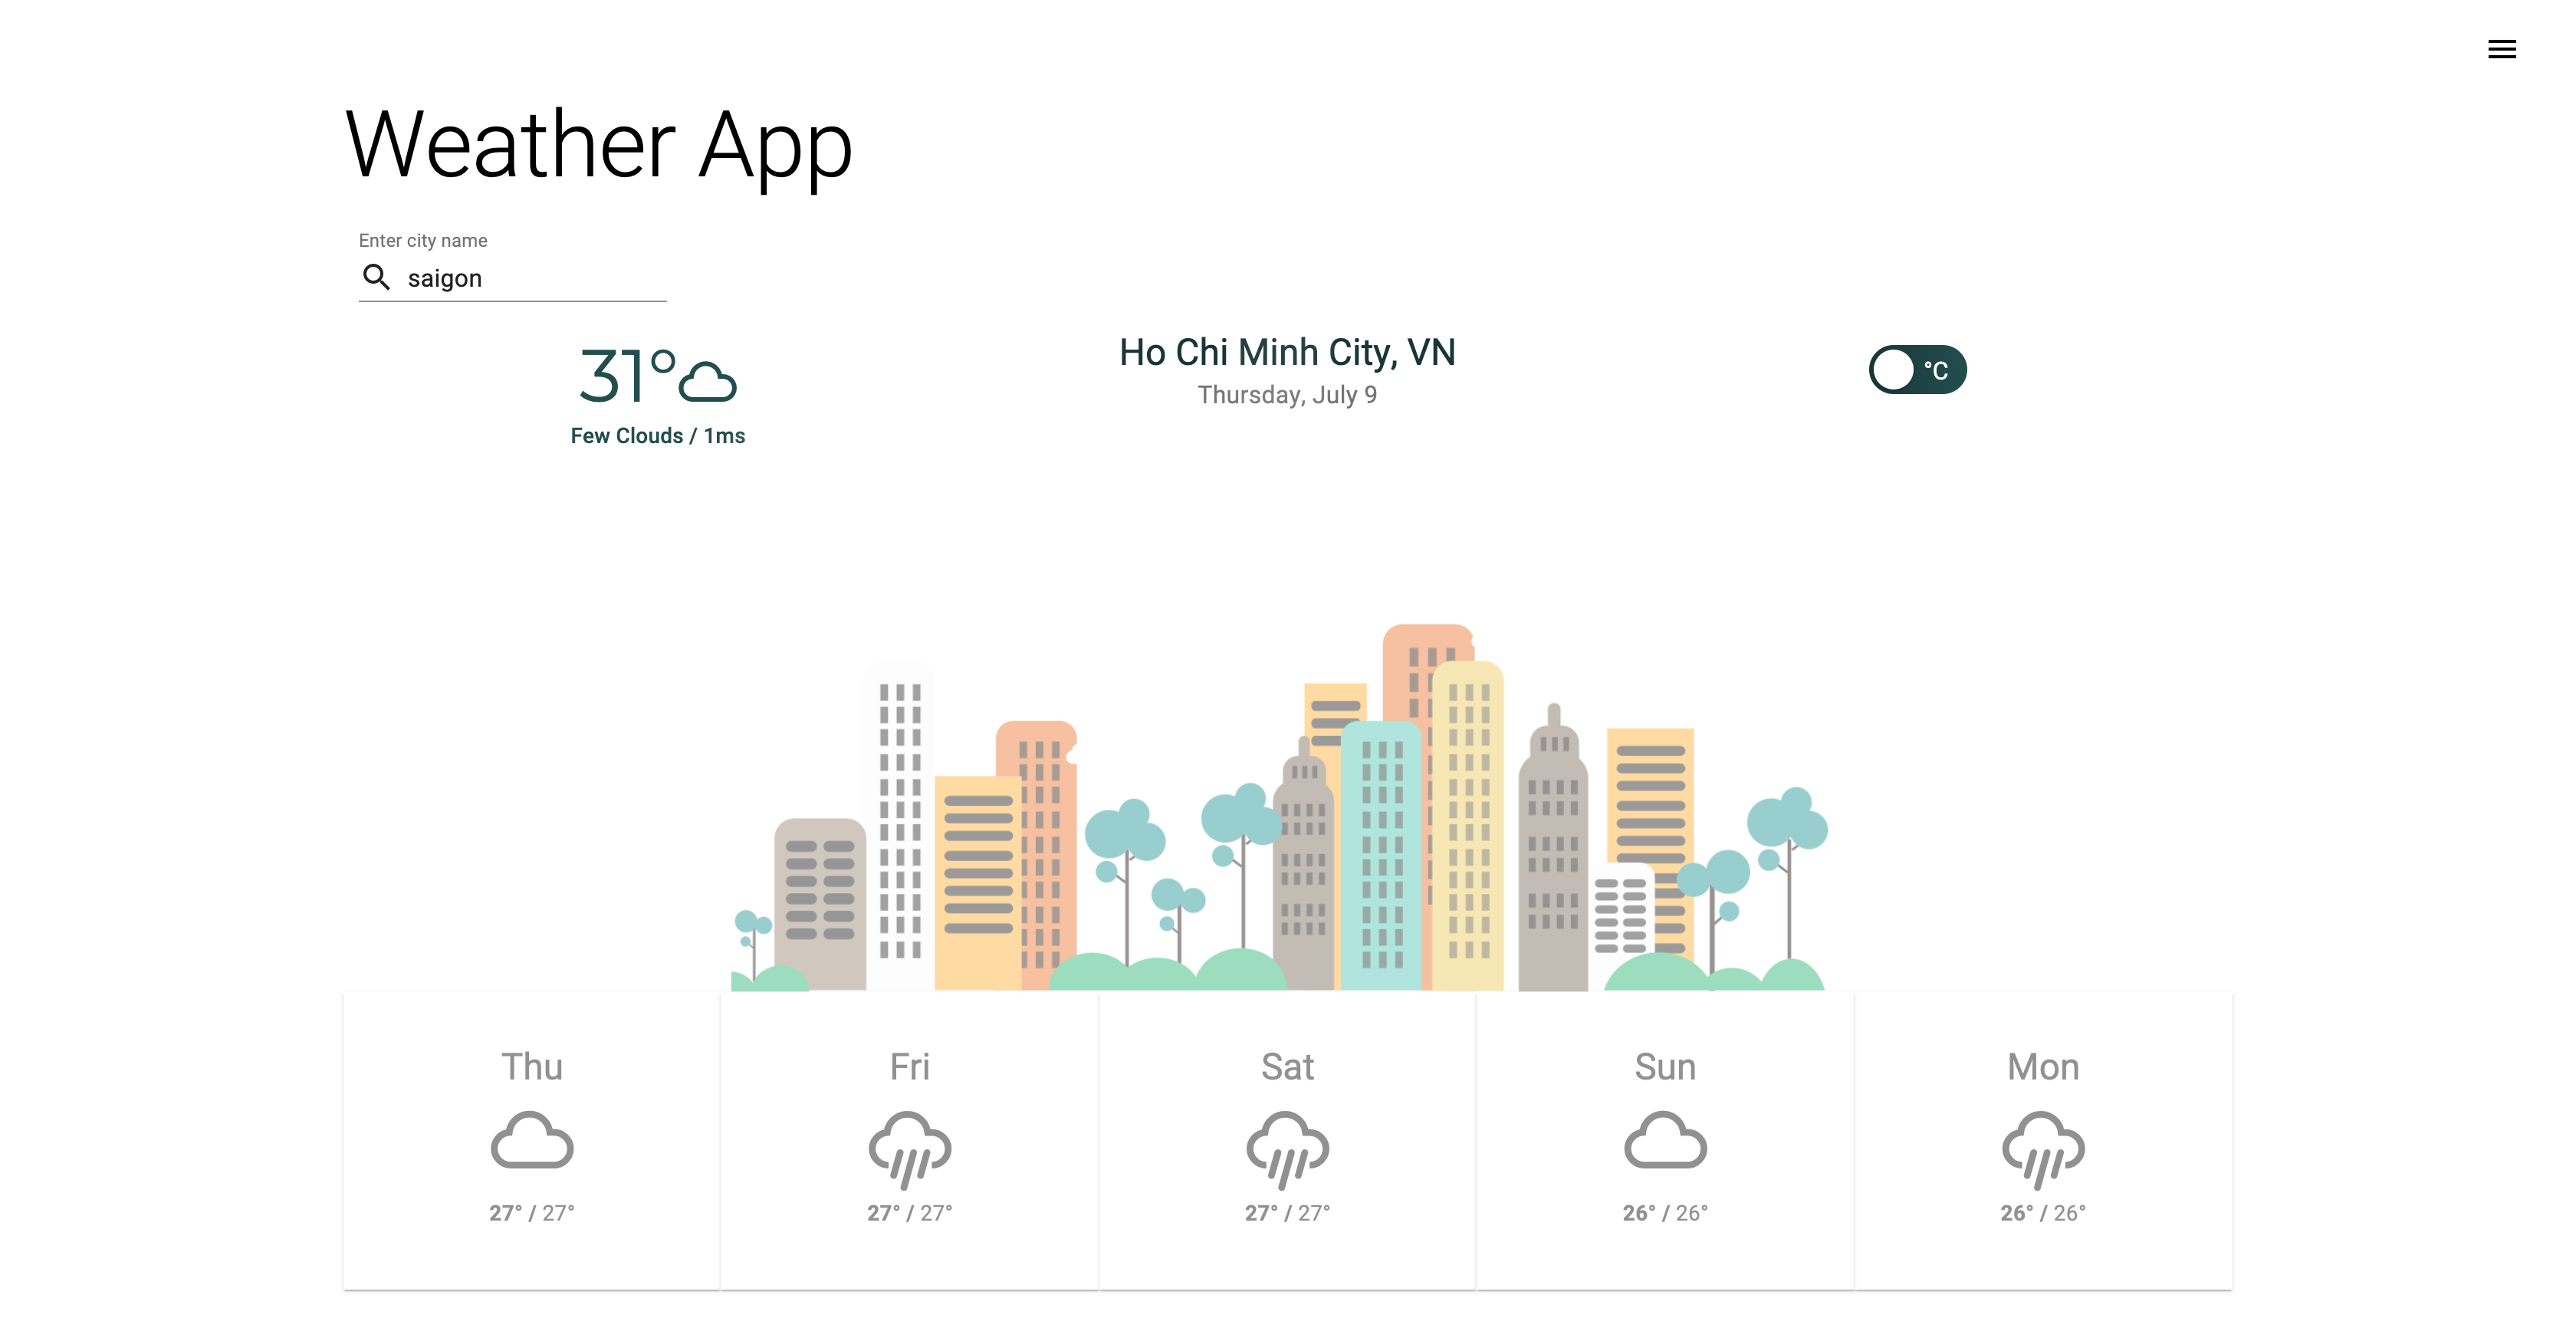 Weather App
Enter city name
saigon
31°
Few Clouds / 1ms
Ho Chi Minh City, VN
Thursday, July 9
°C
Thu
27° / 27°
Fri
27° / 27°
Sat
27° / 27°
Sun
26° / 26°
Mon
26° / 26°